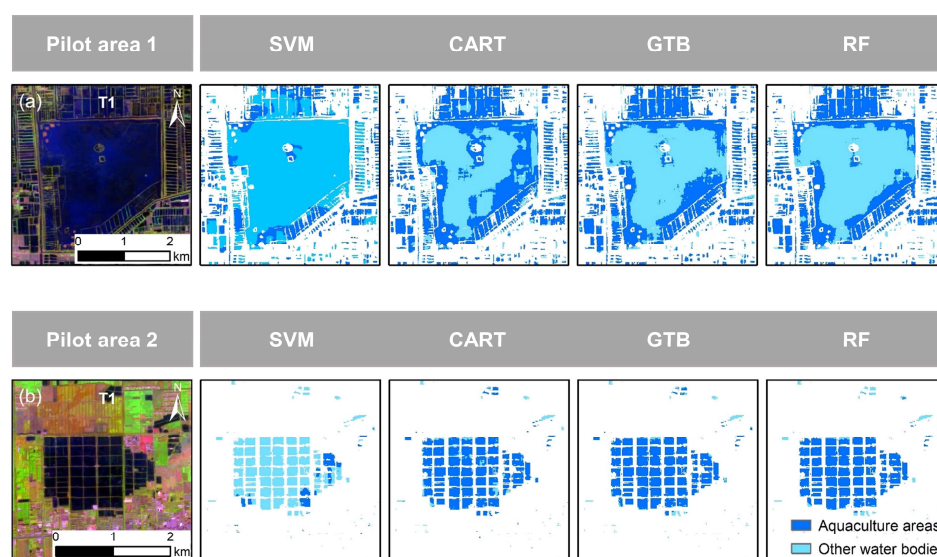 Pilot area 1 SVM CART GTB RF
(a) T1 N
0 1 2
km
Pilot area 2 SVM CART GTB RF
(b) T1 N
Aquaculture areas
0 1 2
km
Other water bodie